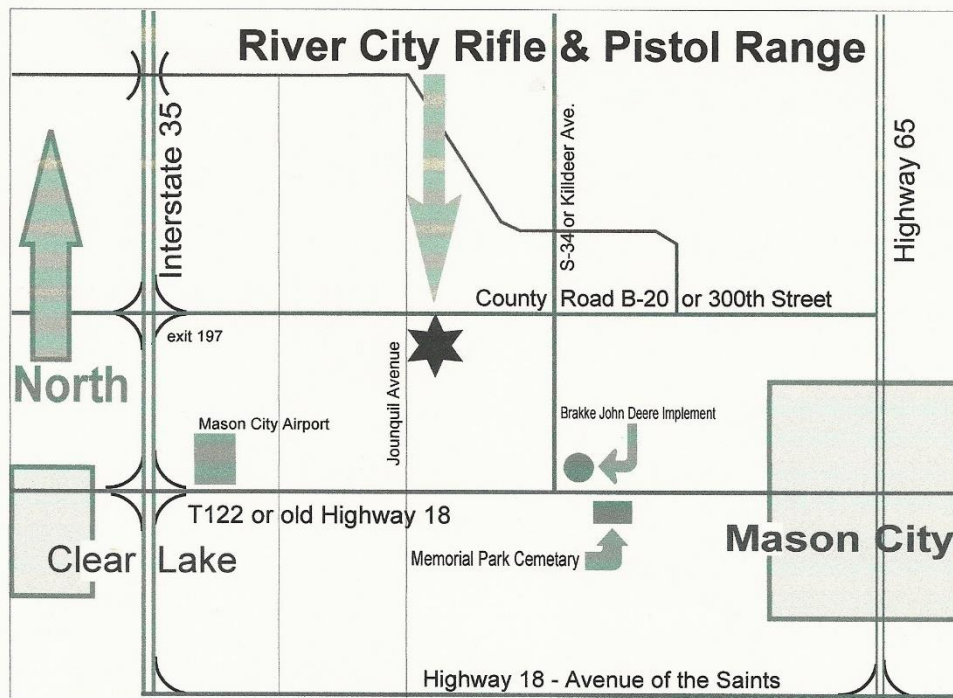 River City Rifle & Pistol Range
Interstate 35
S-34 or Killdeer Ave.
Highway 65
County Road B-20 or 300th Street
exit 197
North
Jounquil Avenue
Mason City Airport
Brakke John Deere Implement
T122 or old Highway 18
Clear Lake
Memorial Park Cemetary
Mason City
Highway 18 - Avenue of the Saints